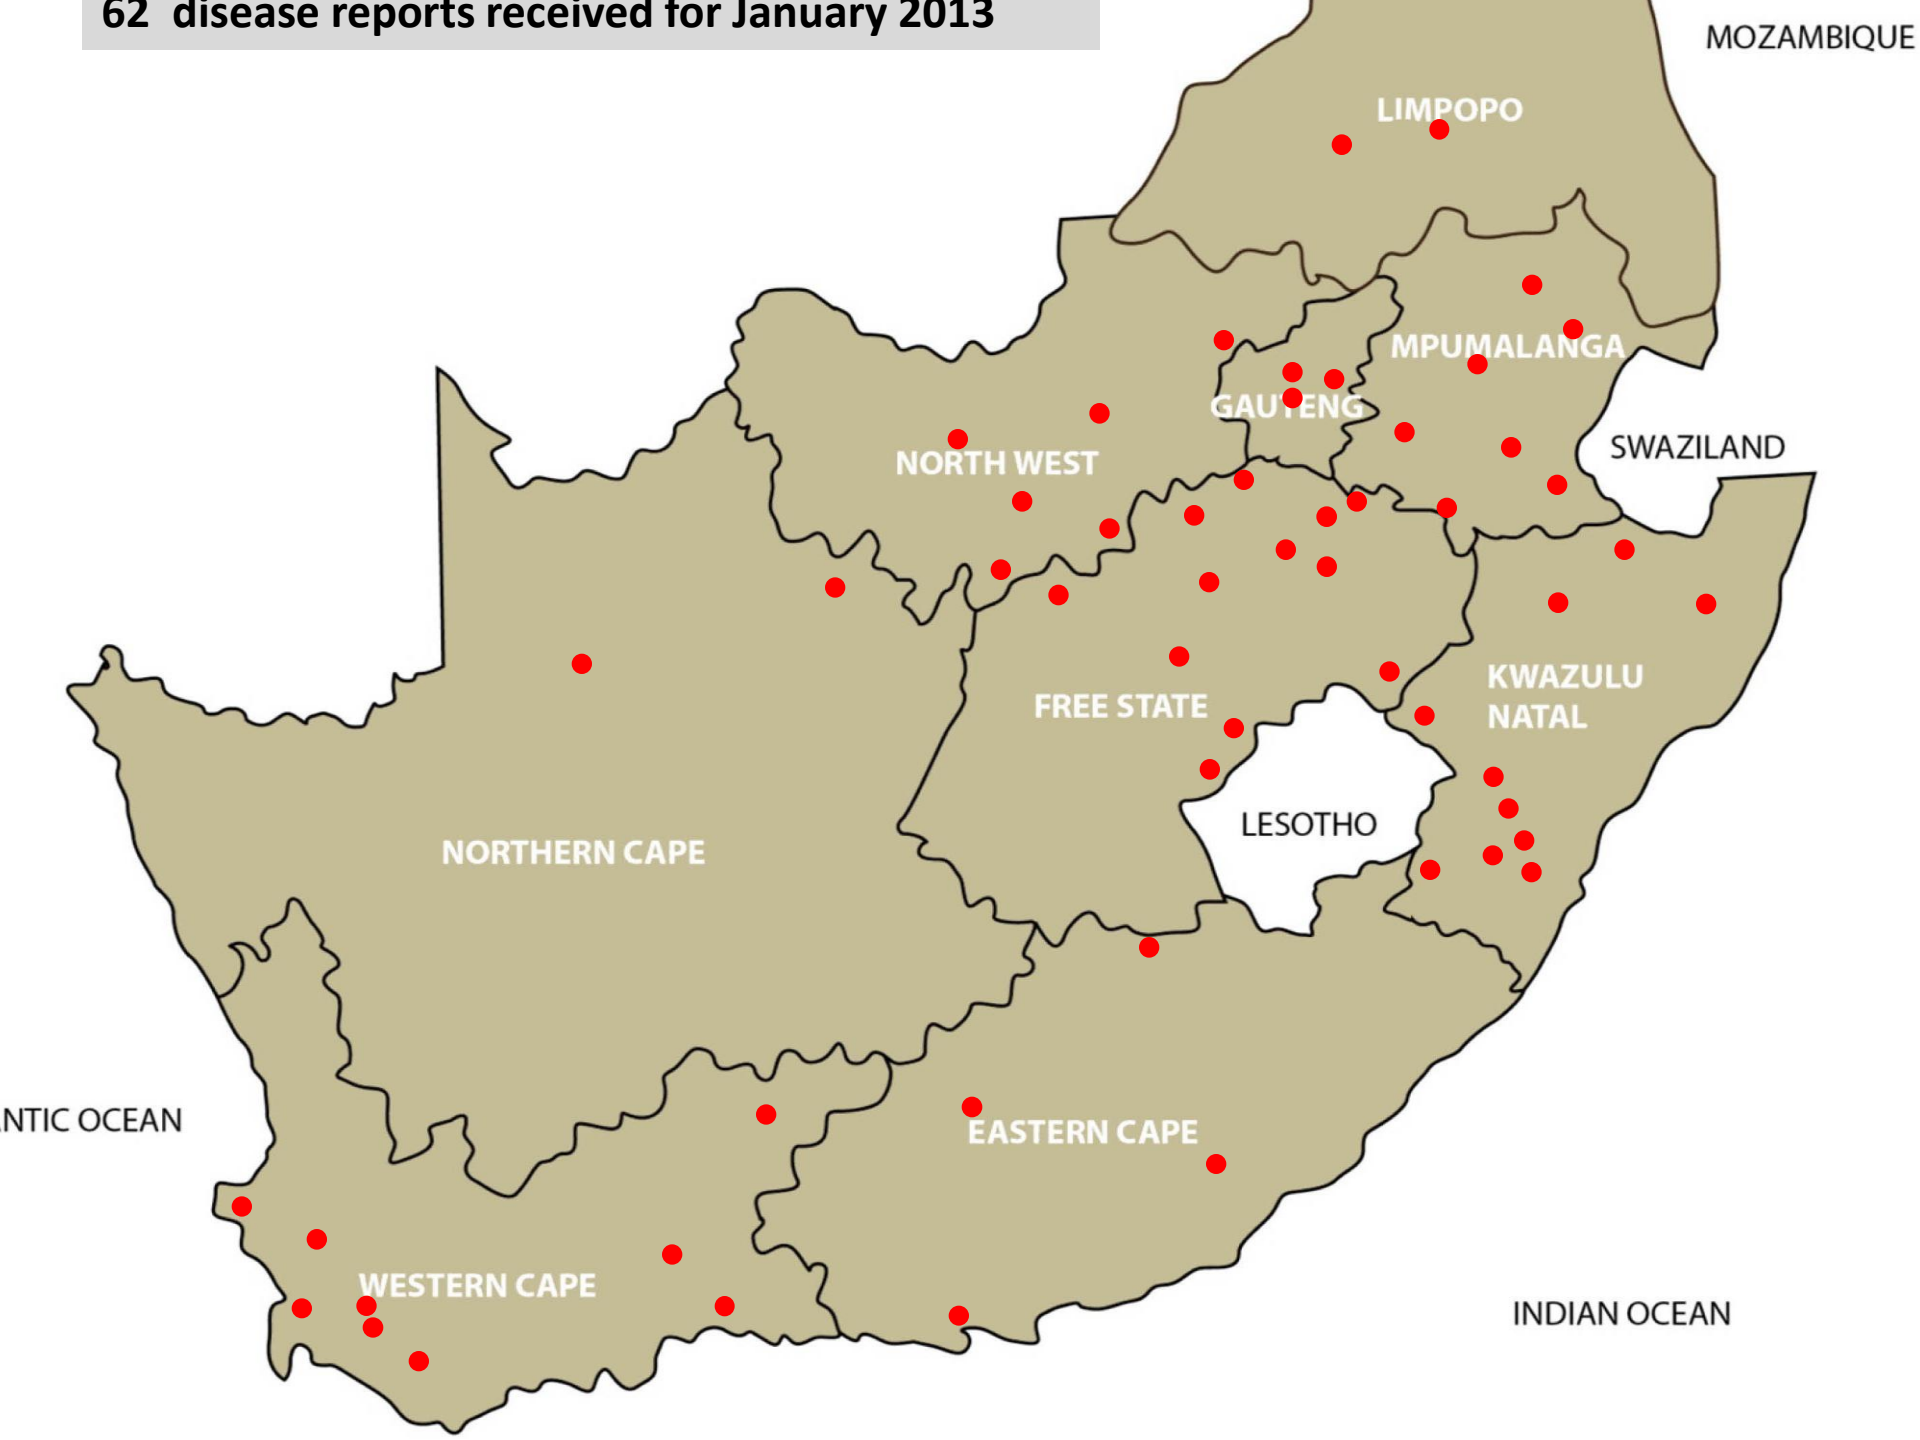 62 disease reports received for January 2013
MOZAMBIQUE
LIMPOPO
MPUMALANGA
GAUTENG
SWAZILAND
NORTH WEST
KWAZULU
NATAL
FREE STATE
LESOTHO
NORTHERN CAPE
NTIC OCEAN
EASTERN CAPE
WESTERN CAPE
INDIAN OCEAN